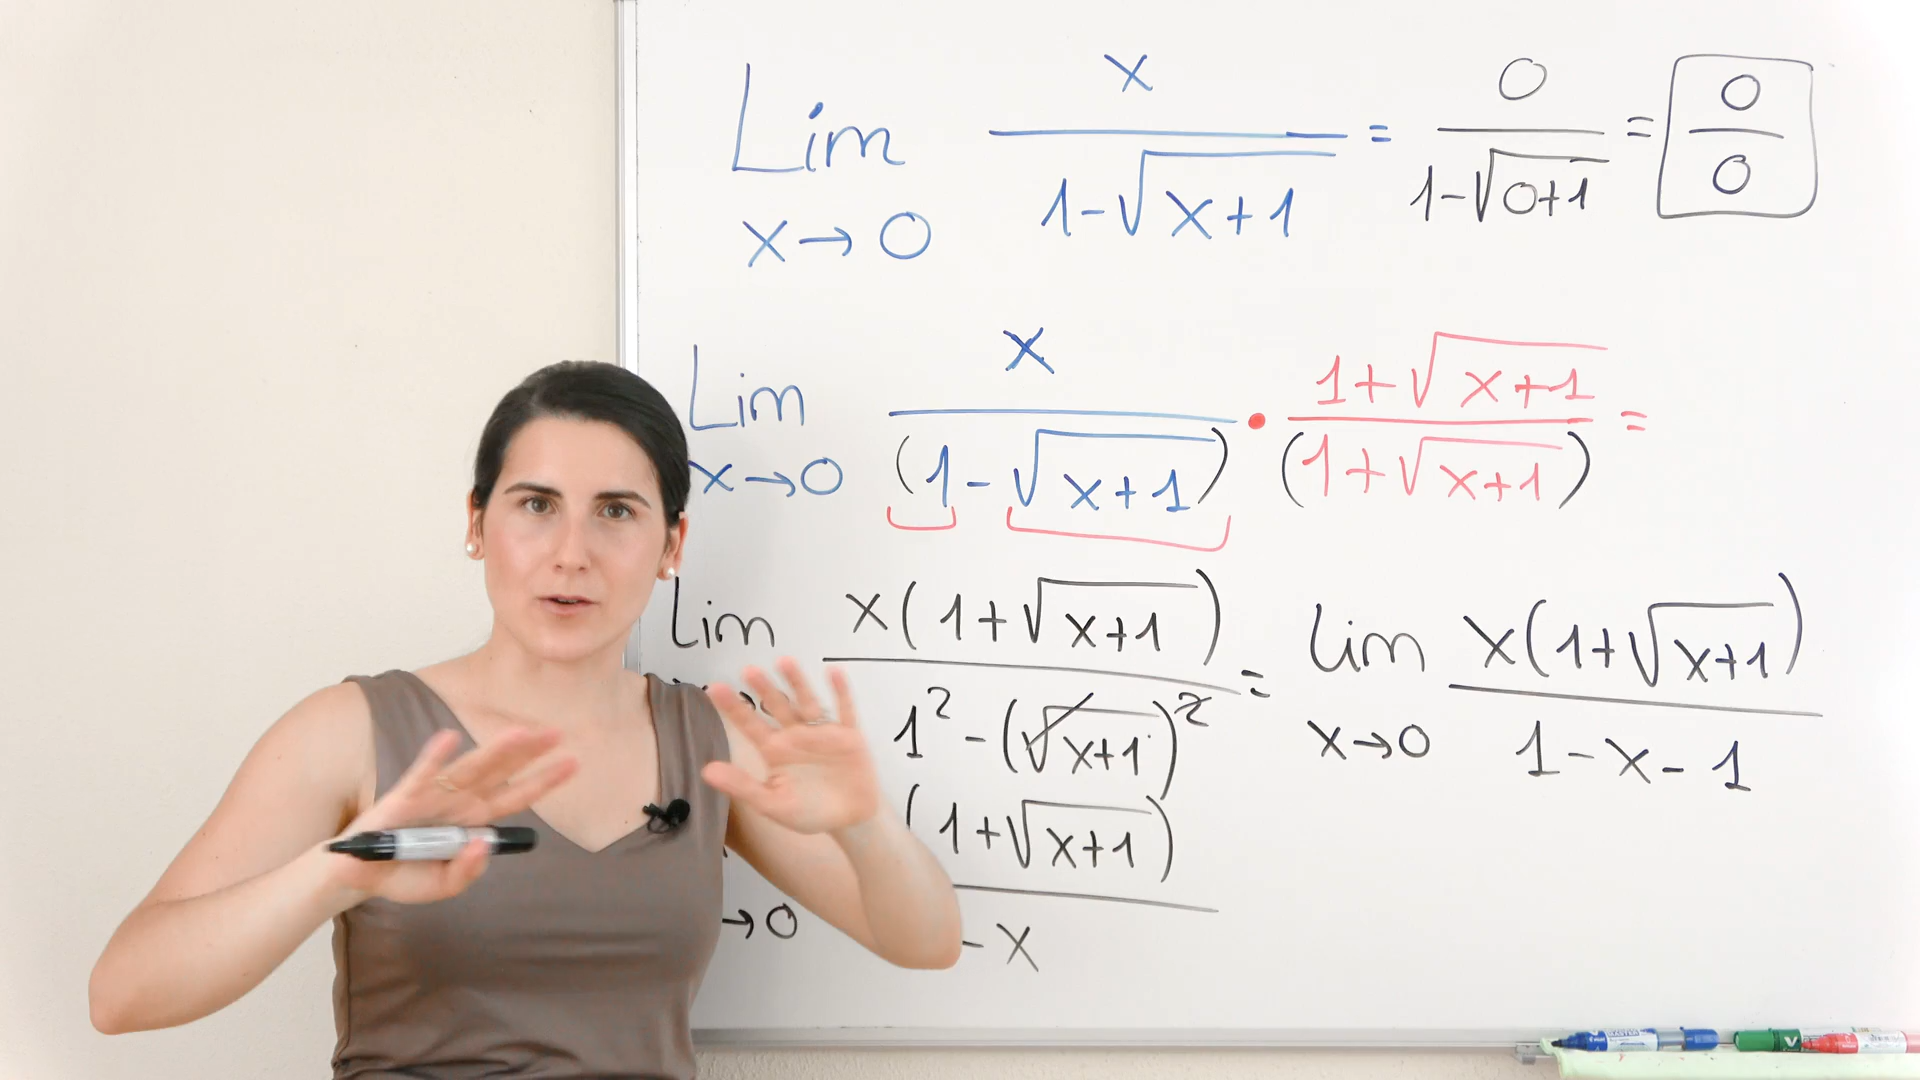 Lim x→0 x / (1-√(x+1)) = 0 / (1-√(0+1)) = 0/0
Lim x→0 x / (1-√(x+1)) • (1+√(x+1)) / (1+√(x+1)) =
Lim x(1+√(x+1)) / (1² - (√(x+1))²) = Lim x→0 x(1+√(x+1)) / (1-x-1)
→0 (1+√(x+1)) / -x